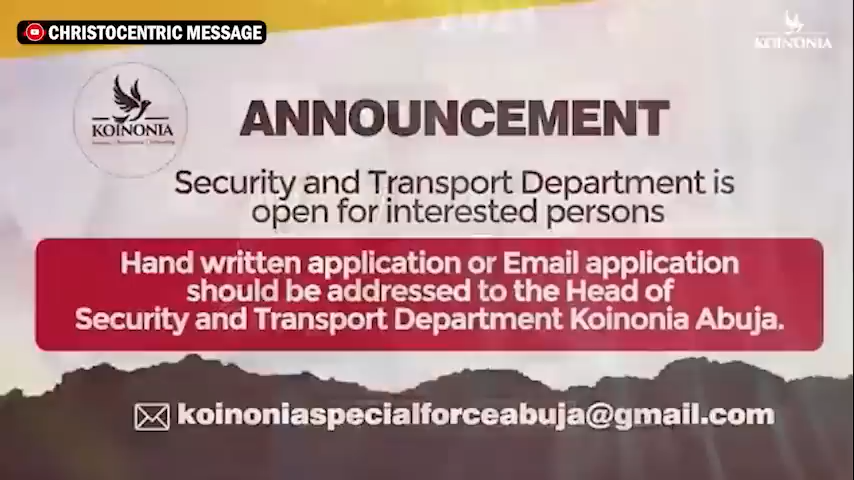 CHRISTOCENTRIC MESSAGE
KOINONIA
KOINONIA
ANNOUNCEMENT
Security and Transport Department is
open for interested persons
Hand written application or Email application
should be addressed to the Head of
Security and Transport Department Koinonia Abuja.
koinoniaspecialforceabuja@gmail.com